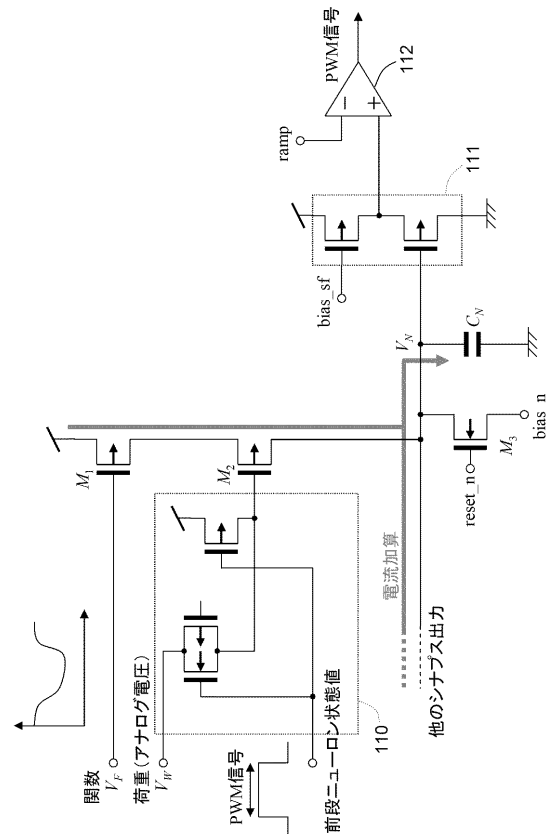 関数
V_F
荷重(アナログ電圧)
V_W
PWM信号
前段ニューロン状態値
110
M_1
M_2
電流加算
他のシナプス出力
reset_n
M_3
bias_n
V_N
C_N
bias_sf
111
ramp
−
+
112
PWM信号